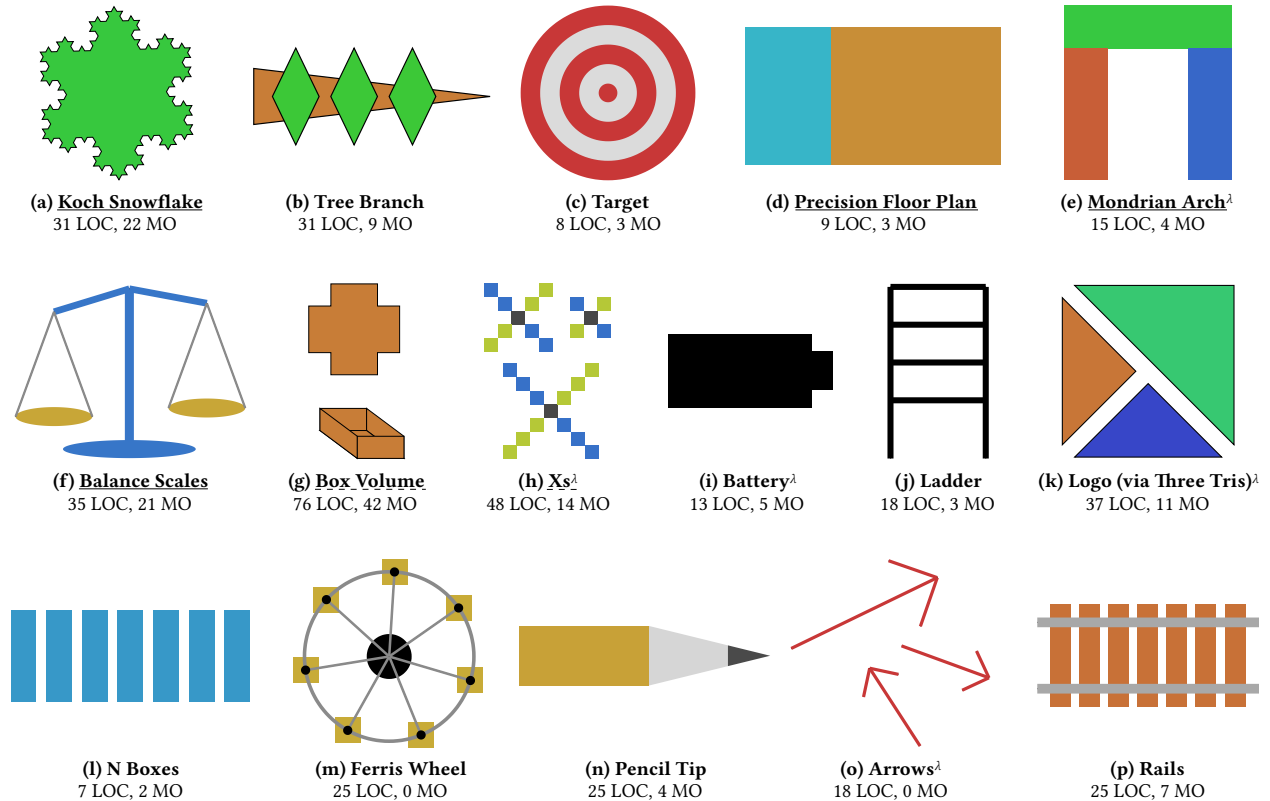 (a) Koch Snowflake
31 LOC, 22 MO
(b) Tree Branch
31 LOC, 9 MO
(c) Target
8 LOC, 3 MO
(d) Precision Floor Plan
9 LOC, 3 MO
(e) Mondrian Arch^λ
15 LOC, 4 MO
(f) Balance Scales
35 LOC, 21 MO
(g) Box Volume
76 LOC, 42 MO
(h) Xs^λ
48 LOC, 14 MO
(i) Battery^λ
13 LOC, 5 MO
(j) Ladder
18 LOC, 3 MO
(k) Logo (via Three Tris)^λ
37 LOC, 11 MO
(l) N Boxes
7 LOC, 2 MO
(m) Ferris Wheel
25 LOC, 0 MO
(n) Pencil Tip
25 LOC, 4 MO
(o) Arrows^λ
18 LOC, 0 MO
(p) Rails
25 LOC, 7 MO